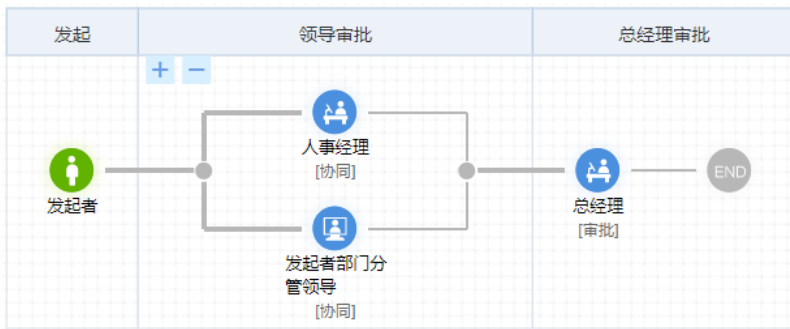 发起
领导审批
总经理审批
+ −
人事经理
[协同]
发起者
总经理
[审批]
END
发起者部门分
管领导
[协同]